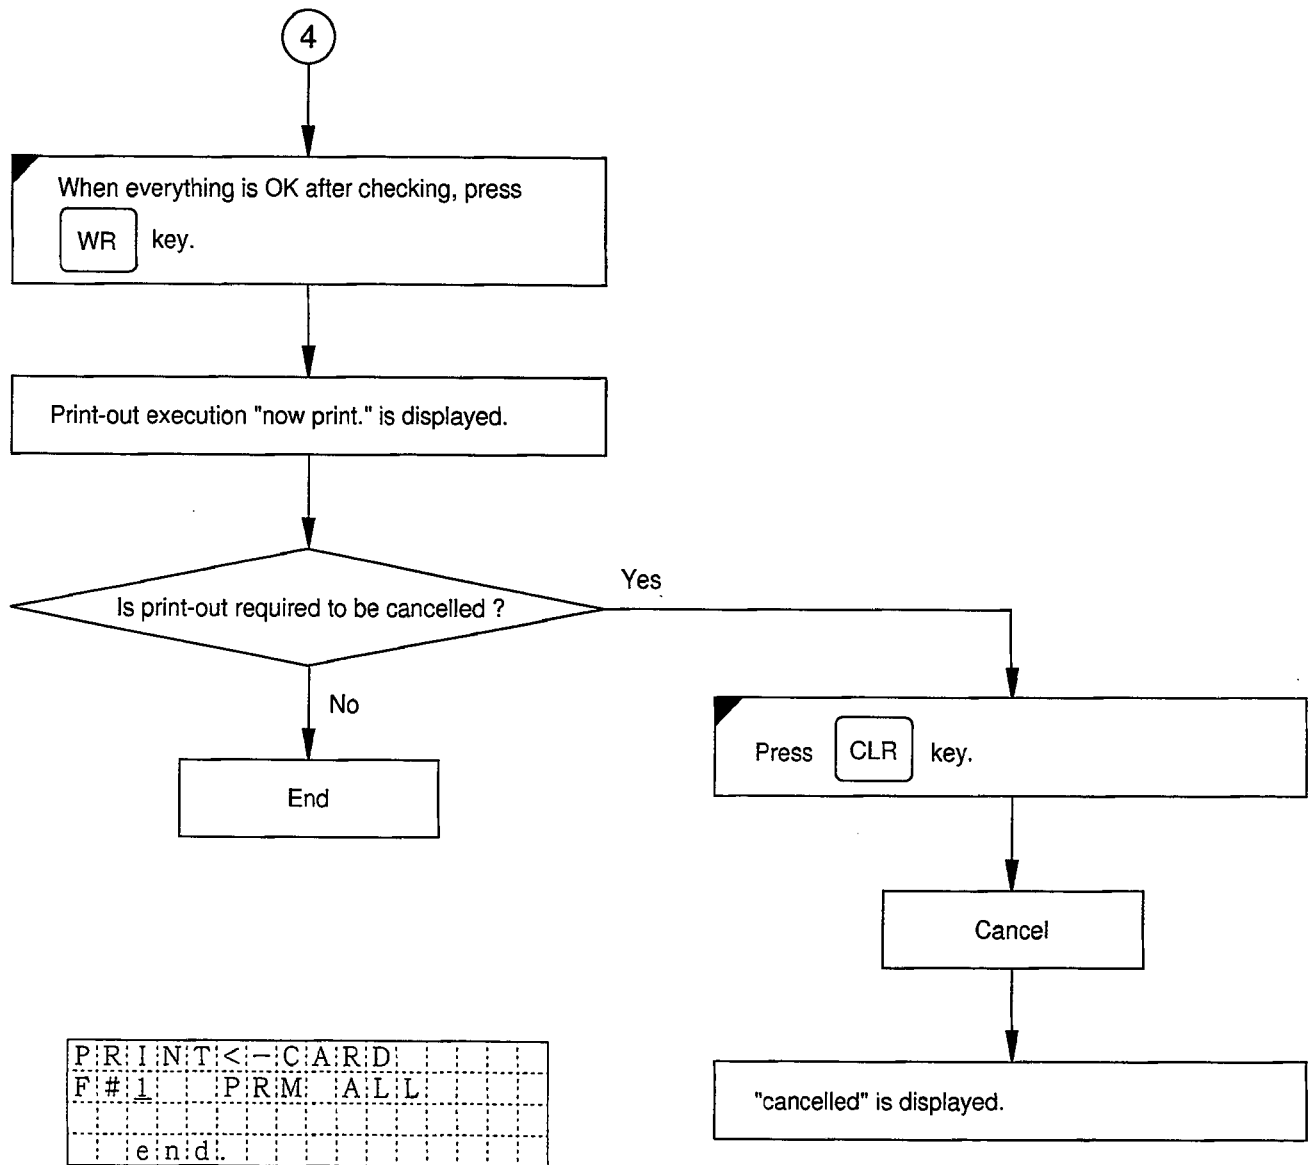 4
When everything is OK after checking, press
WR key.
Print-out execution "now print." is displayed.
Is print-out required to be cancelled ?
Yes
No
End
Press CLR key.
Cancel
"cancelled" is displayed.
PRINT<-CARD
F#1 PRM ALL
end.